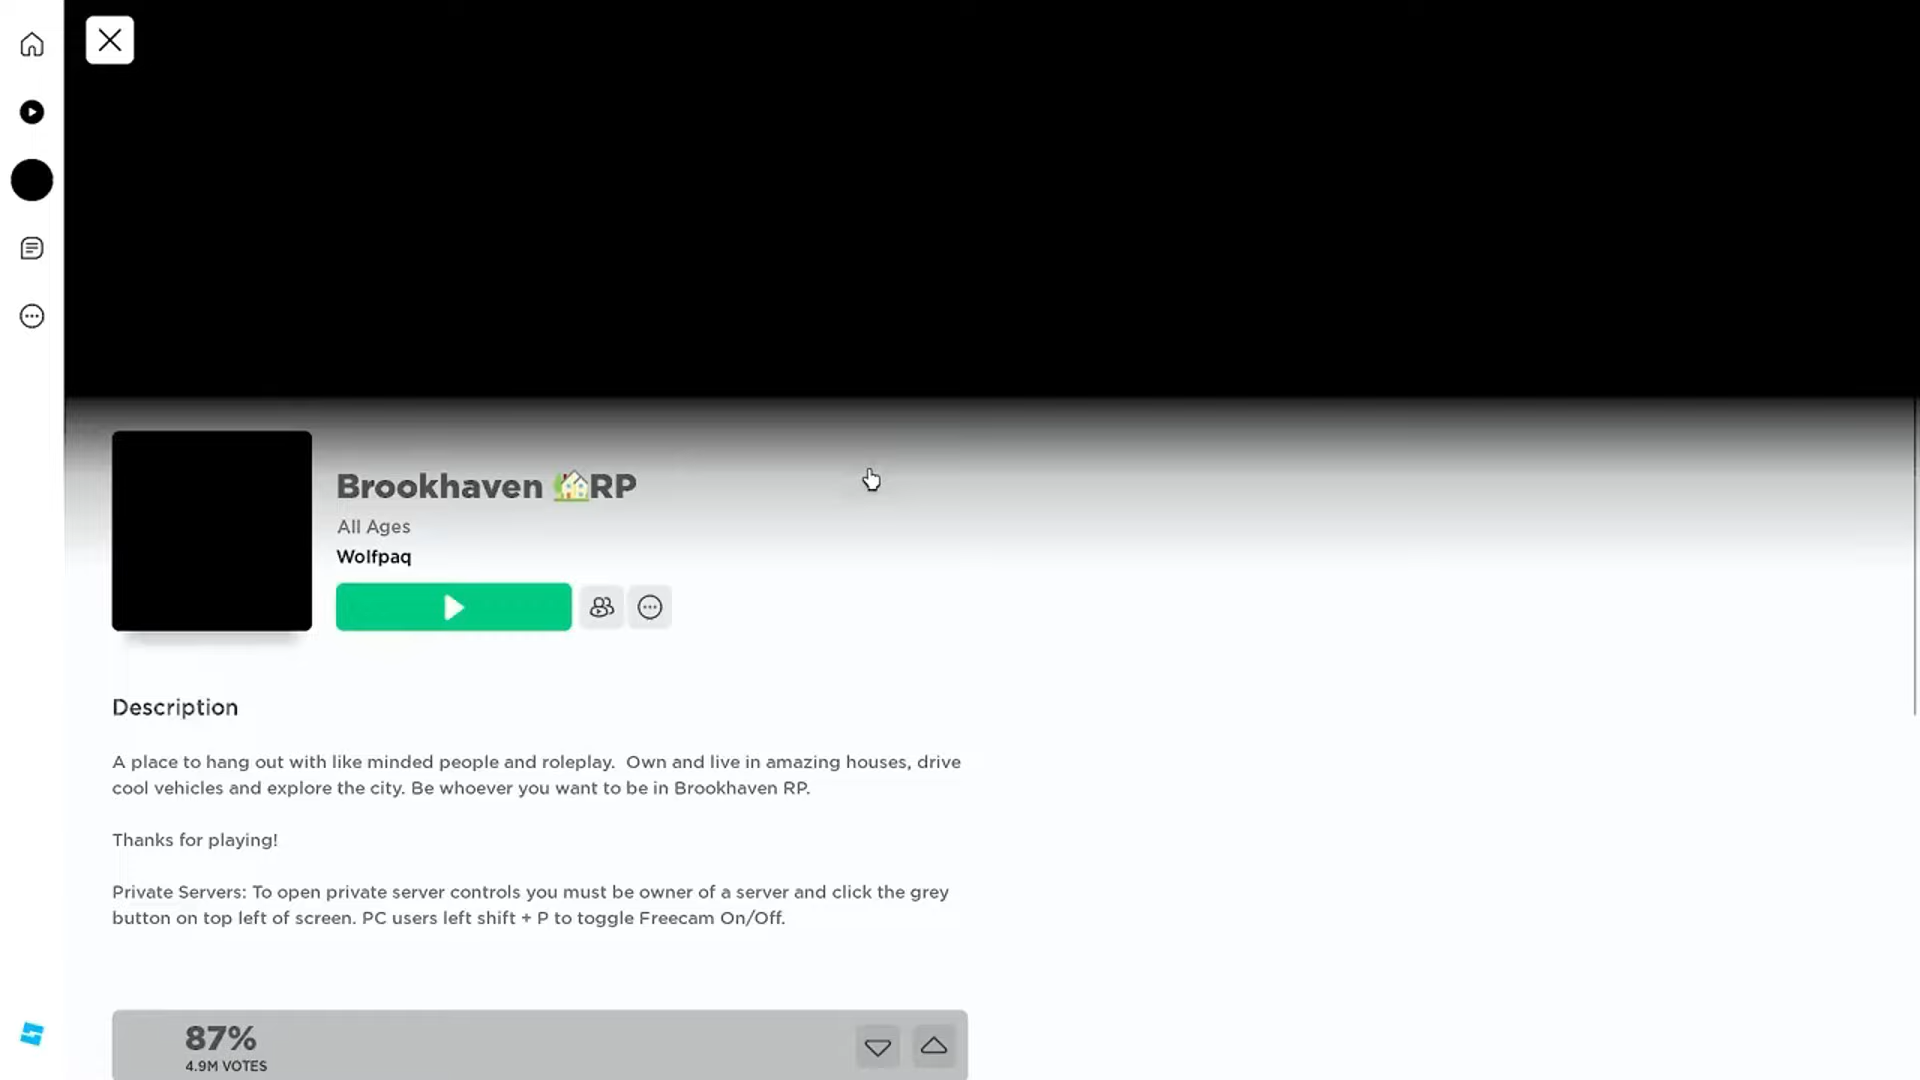 Brookhaven 🏡RP
All Ages
Wolfpaq
Description
A place to hang out with like minded people and roleplay.  Own and live in amazing houses, drive
cool vehicles and explore the city. Be whoever you want to be in Brookhaven RP.
Thanks for playing!
Private Servers: To open private server controls you must be owner of a server and click the grey
button on top left of screen. PC users left shift + P to toggle Freecam On/Off.
87%
4.9M VOTES